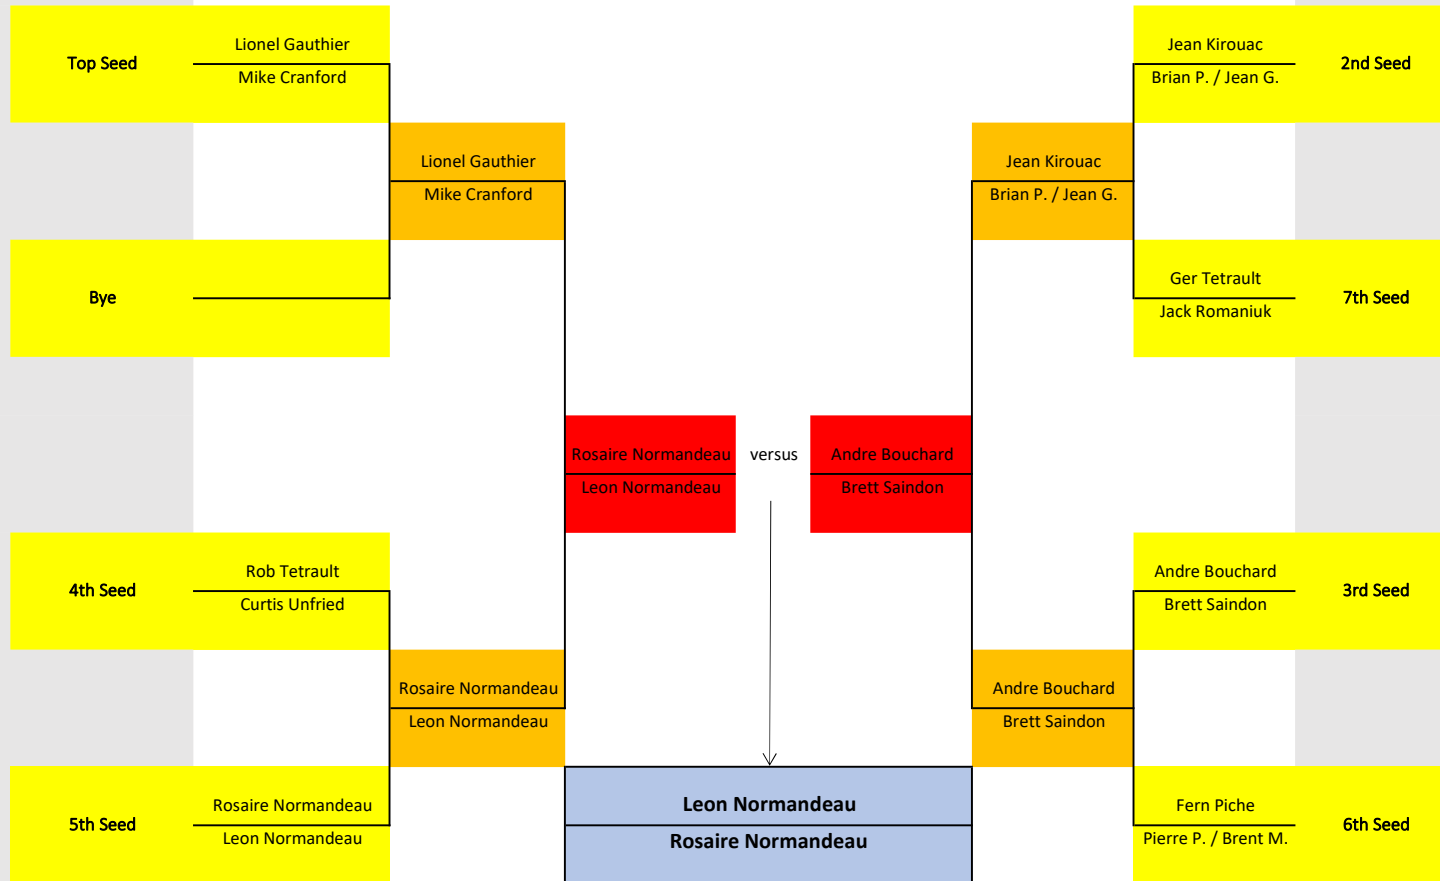 Top Seed
Lionel Gauthier
Mike Cranford
Jean Kirouac
Brian P. / Jean G.
2nd Seed
Lionel Gauthier
Mike Cranford
Jean Kirouac
Brian P. / Jean G.
Bye
Ger Tetrault
Jack Romaniuk
7th Seed
Rosaire Normandeau
Leon Normandeau
versus
Andre Bouchard
Brett Saindon
4th Seed
Rob Tetrault
Curtis Unfried
Andre Bouchard
Brett Saindon
3rd Seed
Rosaire Normandeau
Leon Normandeau
Andre Bouchard
Brett Saindon
5th Seed
Rosaire Normandeau
Leon Normandeau
Leon Normandeau
Rosaire Normandeau
Fern Piche
Pierre P. / Brent M.
6th Seed